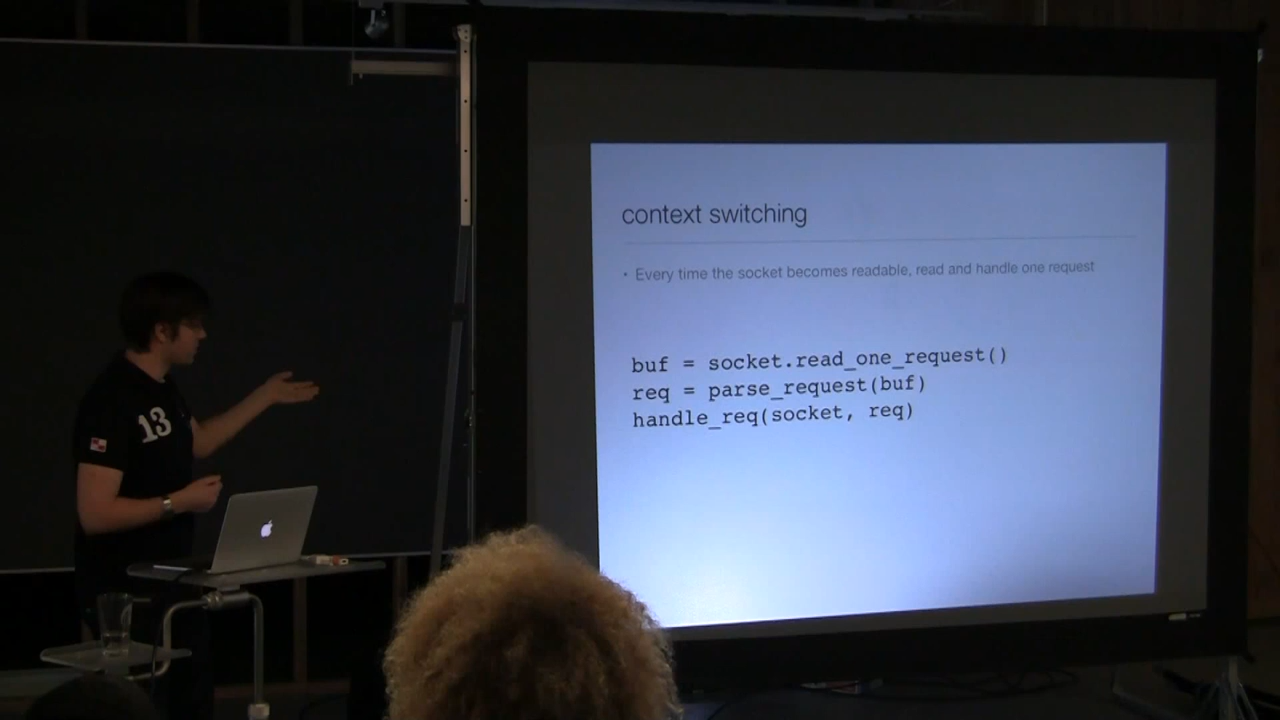 context switching
• Every time the socket becomes readable, read and handle one request
buf = socket.read_one_request()
req = parse_request(buf)
handle_req(socket, req)
13